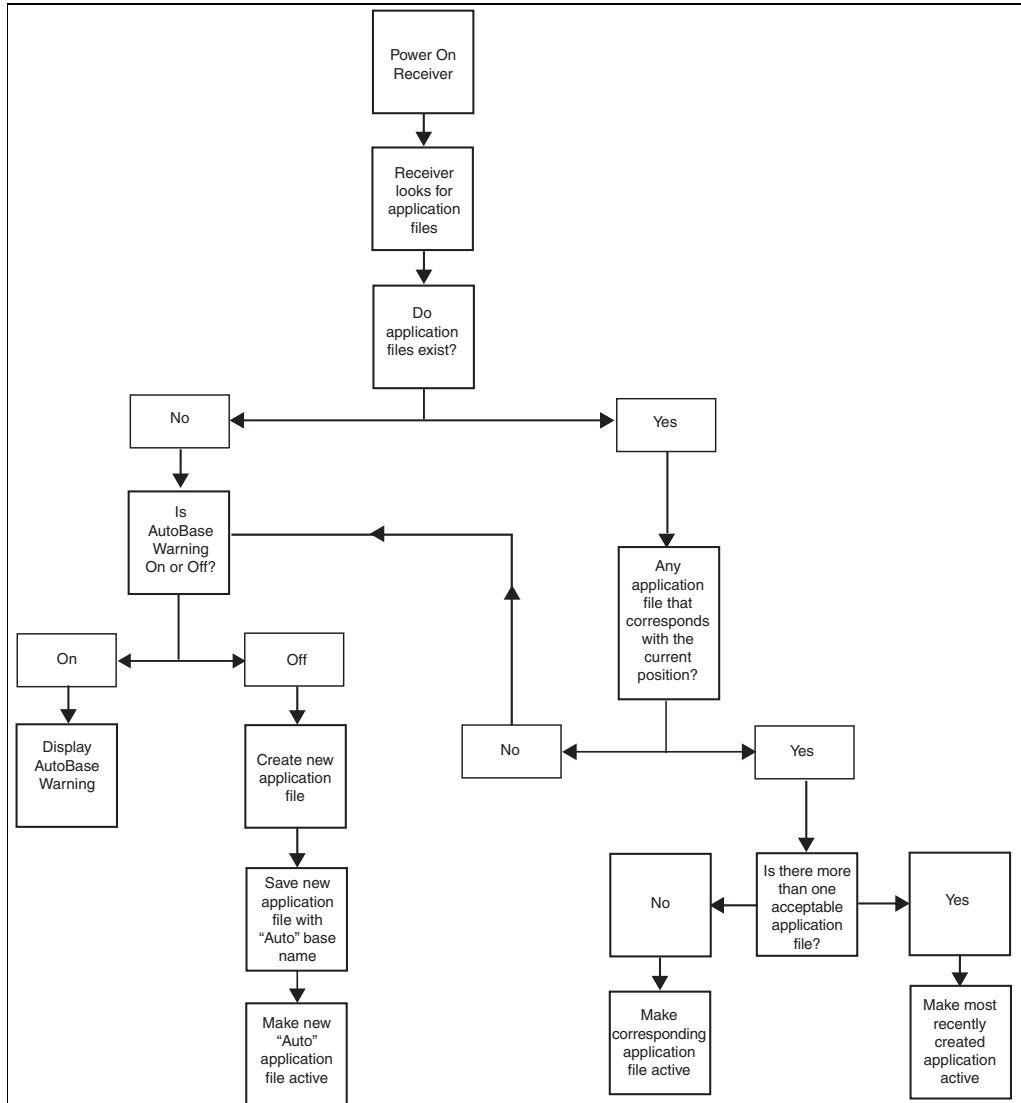 Power On
Receiver
Receiver
looks for
application
files
Do
application
files exist?
No
Yes
Is
AutoBase
Warning
On or Off?
Any
application
file that
corresponds
with the
current
position?
On
Off
No
Yes
Display
AutoBase
Warning
Create new
application
file
Save new
application
file with
“Auto” base
name
No
Is there more
than one
acceptable
application
file?
Yes
Make new
“Auto”
application
file active
Make
corresponding
application
file active
Make most
recently
created
application
active